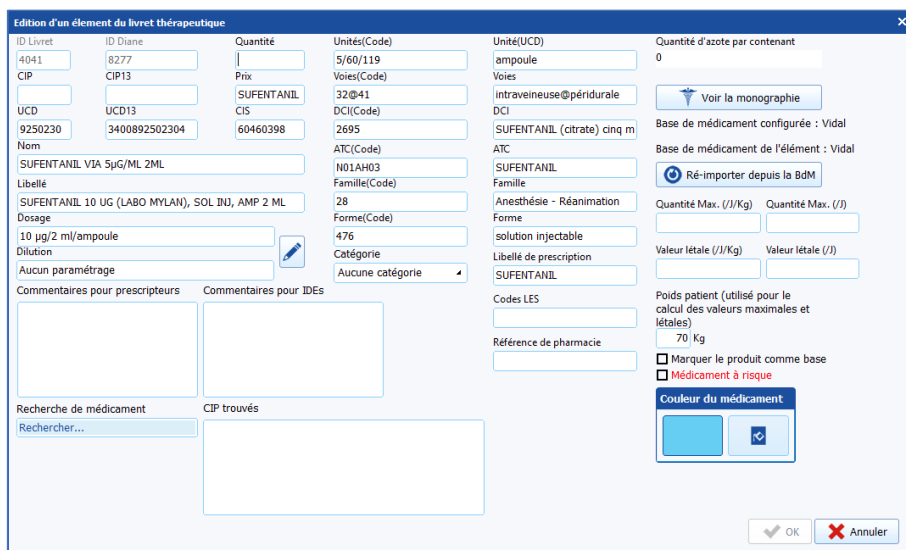 Edition d'un élement du livret thérapeutique
ID Livret ID Diane Quantité Unités(Code) Unité(UCD) Quantité d'azote par contenant
4041 8277 5/60/119 ampoule 0
CIP CIP13 Prix Voies(Code) Voies
SUFENTANIL 32@41 intraveineuse@péridurale Voir la monographie
UCD UCD13 CIS DCI(Code) DCI
9250230 3400892502304 60460398 2695 SUFENTANIL (citrate) cinq m Base de médicament configurée : Vidal
Nom ATC(Code) ATC Base de médicament de l'élément : Vidal
SUFENTANIL VIA 5µG/ML 2ML N01AH03 SUFENTANIL
Libellé Famille(Code) Famille Ré-importer depuis la BdM
SUFENTANIL 10 UG (LABO MYLAN), SOL INJ, AMP 2 ML 28 Anesthésie - Réanimation
Dosage Forme(Code) Forme Quantité Max. (/J/Kg) Quantité Max. (/J)
10 µg/2 ml/ampoule 476 solution injectable
Dilution Catégorie Libellé de prescription Valeur létale (/J/Kg) Valeur létale (/J)
Aucun paramétrage Aucune catégorie SUFENTANIL
Commentaires pour prescripteurs Commentaires pour IDEs Codes LES
Poids patient (utilisé pour le
calcul des valeurs maximales et
létales)
Référence de pharmacie 70 Kg
Marquer le produit comme base
Médicament à risque
Couleur du médicament
Recherche de médicament CIP trouvés
Rechercher...
OK Annuler